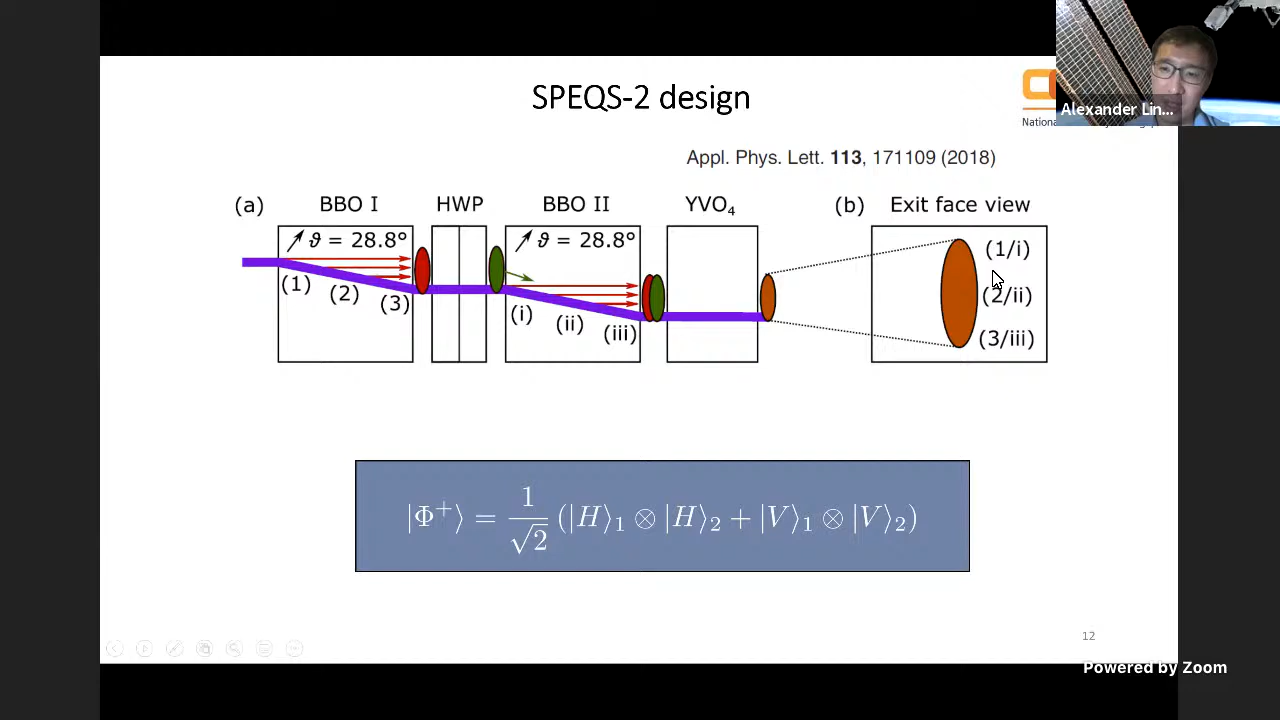 SPEQS-2 design
Alexander Lin...
National
Appl. Phys. Lett. 113, 171109 (2018)
(a) BBO I HWP BBO II YVO₄ (b) Exit face view
ϑ = 28.8° ϑ = 28.8°
(1) (2) (3)
(i) (ii) (iii)
(1/i)
(2/ii)
(3/iii)
|Φ⁺⟩ = 1/√2 (|H⟩₁ ⊗ |H⟩₂ + |V⟩₁ ⊗ |V⟩₂)
12
Powered by Zoom